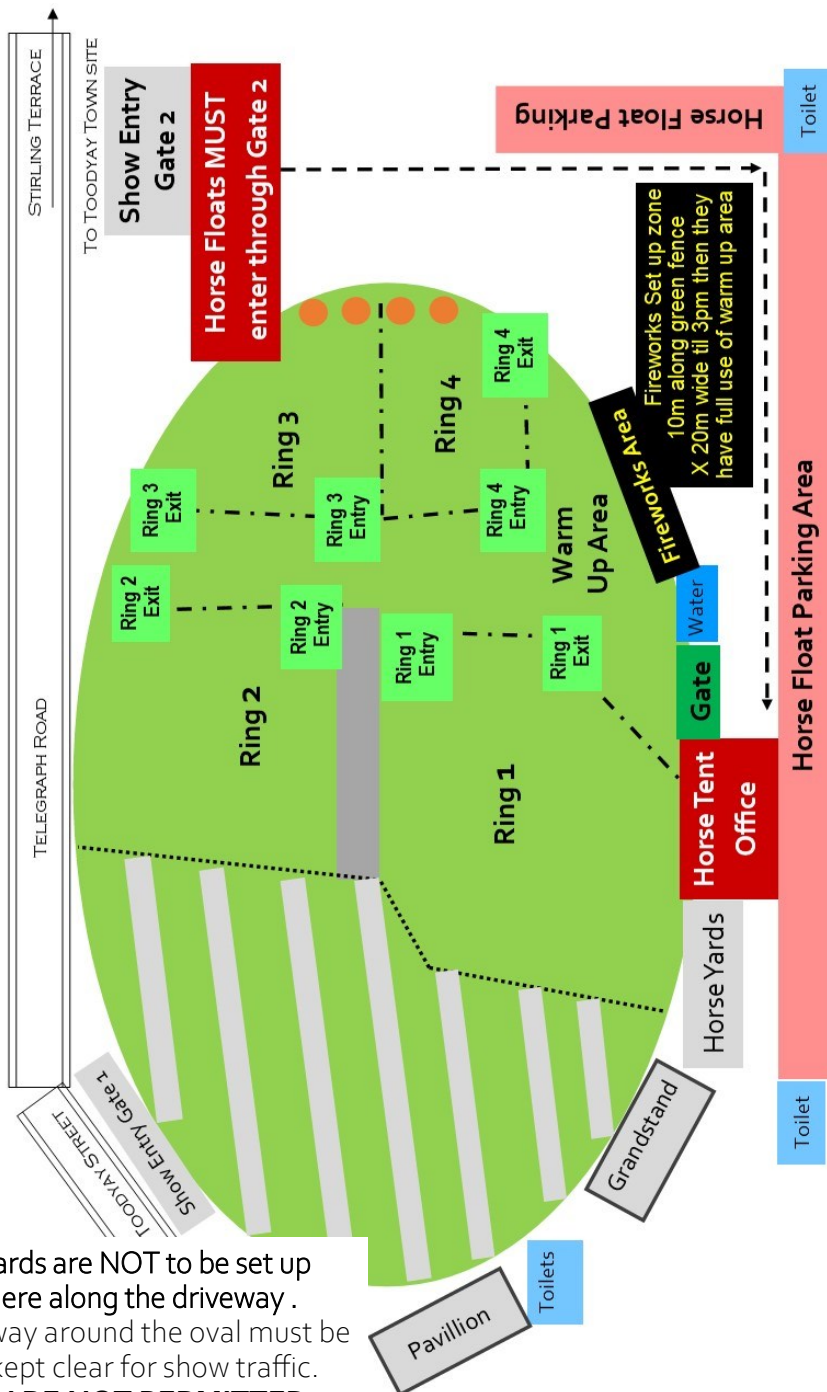 STIRLING TERRACE
TO TOODYAY TOWN SITE
Show Entry
Gate 2
Horse Floats MUST
enter through Gate 2
Horse Float Parking
Toilet
Fireworks Set up zone
10m along green fence
X 20m wide til 3pm then they
have full use of warm up area
Ring 4
Exit
Ring 3
Ring 4
Ring 3
Exit
Ring 3
Entry
Ring 4
Entry
Fireworks Area
Warm
Up Area
Ring 2
Exit
Ring 2
Entry
Ring 1
Entry
Ring 1
Exit
Water
Gate
TELEGRAPH ROAD
Ring 2
Ring 1
Horse Tent
Office
Horse Float Parking Area
Horse Yards
Show Entry Gate 1
TOODYAY STREET
Grandstand
Toilet
Pavillion
Toilets
ards are NOT to be set up
ere along the driveway .
way around the oval must be
kept clear for show traffic.